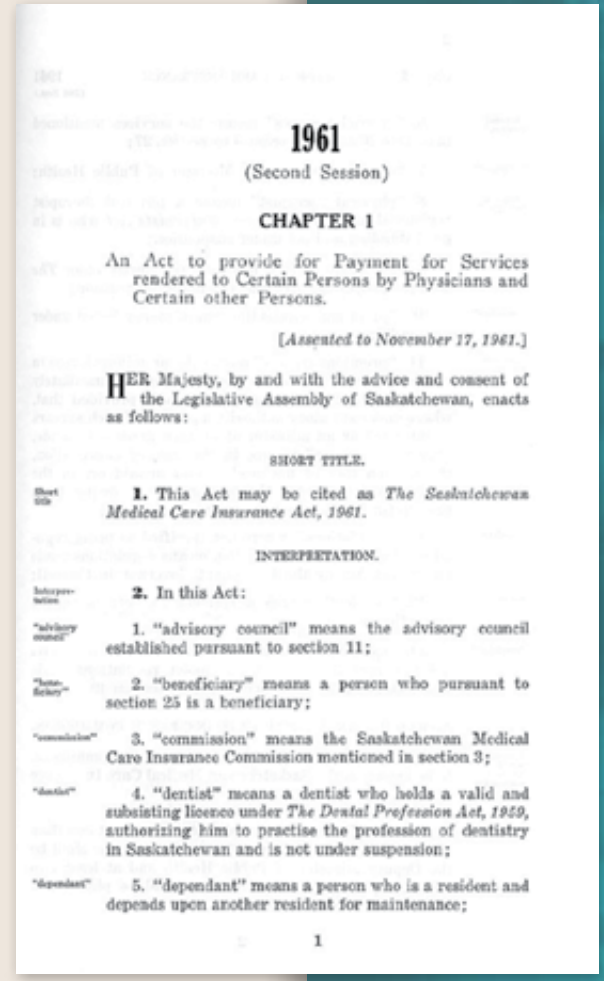 1961
(Second Session)
CHAPTER 1
An Act to provide for Payment for Services
rendered to Certain Persons by Physicians and
Certain other Persons.
[Assented to November 17, 1961.]
HER Majesty, by and with the advice and consent of
the Legislative Assembly of Saskatchewan, enacts
as follows:
SHORT TITLE.
Short
title
1. This Act may be cited as The Saskatchewan
Medical Care Insurance Act, 1961.
INTERPRETATION.
Interpre-
tation
2. In this Act:
"advisory
council"
1. "advisory council" means the advisory council
established pursuant to section 11;
"bene-
ficiary"
2. "beneficiary" means a person who pursuant to
section 25 is a beneficiary;
"commission"
3. "commission" means the Saskatchewan Medical
Care Insurance Commission mentioned in section 3;
"dentist"
4. "dentist" means a dentist who holds a valid and
subsisting licence under The Dental Profession Act, 1959,
authorizing him to practise the profession of dentistry
in Saskatchewan and is not under suspension;
"dependant"
5. "dependant" means a person who is a resident and
depends upon another resident for maintenance;
1